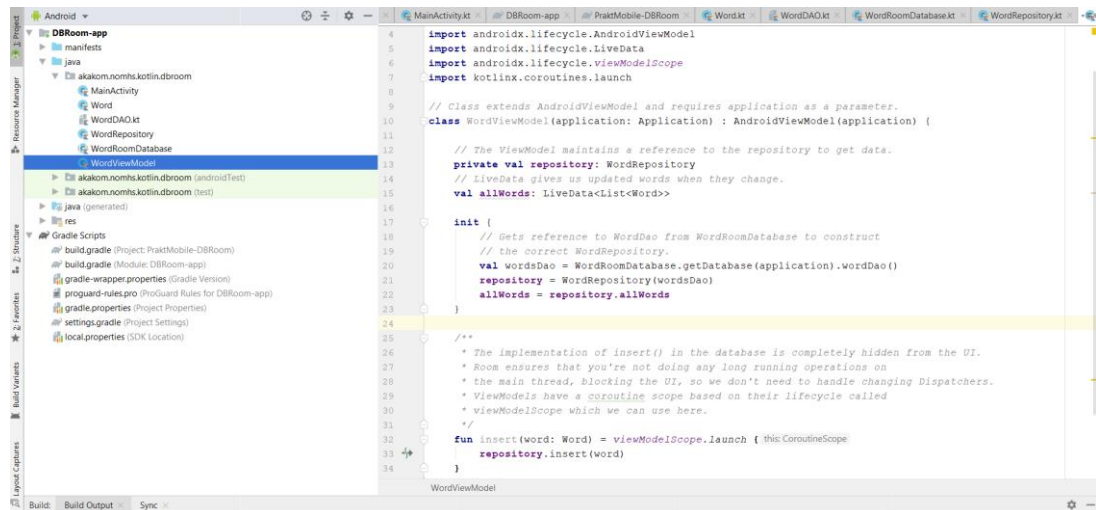 Android
MainActivity.kt
DBRoom-app
PraktMobile-DBRoom
Word.kt
WordDAO.kt
WordRoomDatabase.kt
WordRepository.kt
1: Project
Resource Manager
Z: Structure
2: Favorites
Build Variants
Layout Captures
DBRoom-app
manifests
java
akakom.nomhs.kotlin.dbroom
MainActivity
Word
WordDAO.kt
WordRepository
WordRoomDatabase
WordViewModel
akakom.nomhs.kotlin.dbroom (androidTest)
akakom.nomhs.kotlin.dbroom (test)
java (generated)
res
Gradle Scripts
build.gradle (Project: PraktMobile-DBRoom)
build.gradle (Module: DBRoom-app)
gradle-wrapper.properties (Gradle Version)
proguard-rules.pro (ProGuard Rules for DBRoom-app)
gradle.properties (Project Properties)
settings.gradle (Project Settings)
local.properties (SDK Location)
4 import androidx.lifecycle.AndroidViewModel
5 import androidx.lifecycle.LiveData
6 import androidx.lifecycle.viewModelScope
7 import kotlinx.coroutines.launch
8
9 // Class extends AndroidViewModel and requires application as a parameter.
10 class WordViewModel(application: Application) : AndroidViewModel(application) {
11
12 // The ViewModel maintains a reference to the repository to get data.
13 private val repository: WordRepository
14 // LiveData gives us updated words when they change.
15 val allWords: LiveData<List<Word>>
16
17 init {
18 // Gets reference to WordDao from WordRoomDatabase to construct
19 // the correct WordRepository.
20 val wordsDao = WordRoomDatabase.getDatabase(application).wordDao()
21 repository = WordRepository(wordsDao)
22 allWords = repository.allWords
23 }
24
25 /**
26 * The implementation of insert() in the database is completely hidden from the UI.
27 * Room ensures that you're not doing any long running operations on
28 * the main thread, blocking the UI, so we don't need to handle changing Dispatchers.
29 * ViewModels have a coroutine scope based on their lifecycle called
30 * viewModelScope which we can use here.
31 */
32 fun insert(word: Word) = viewModelScope.launch { this: CoroutineScope
33 repository.insert(word)
34 }
WordViewModel
Build: Build Output Sync